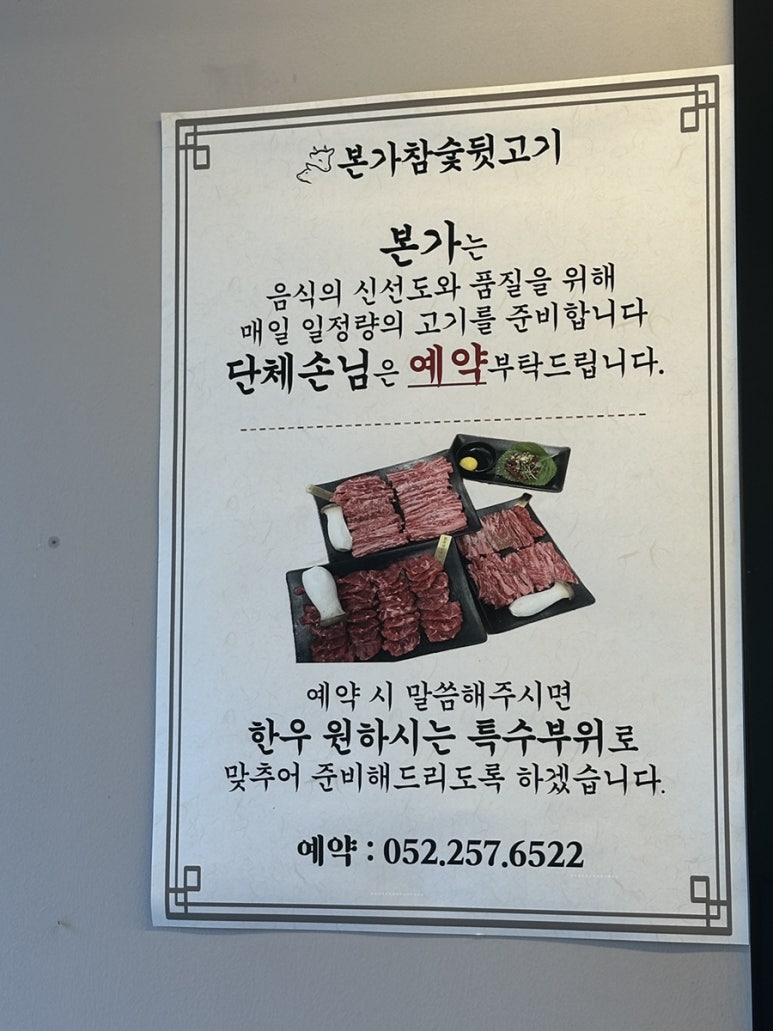 본가참숯뒷고기
본가는
음식의 신선도와 품질을 위해
매일 일정량의 고기를 준비합니다
단체손님은 예약부탁드립니다.
예약 시 말씀해주시면
한우 원하시는 특수부위로
맞추어 준비해드리도록 하겠습니다.
예약 : 052.257.6522